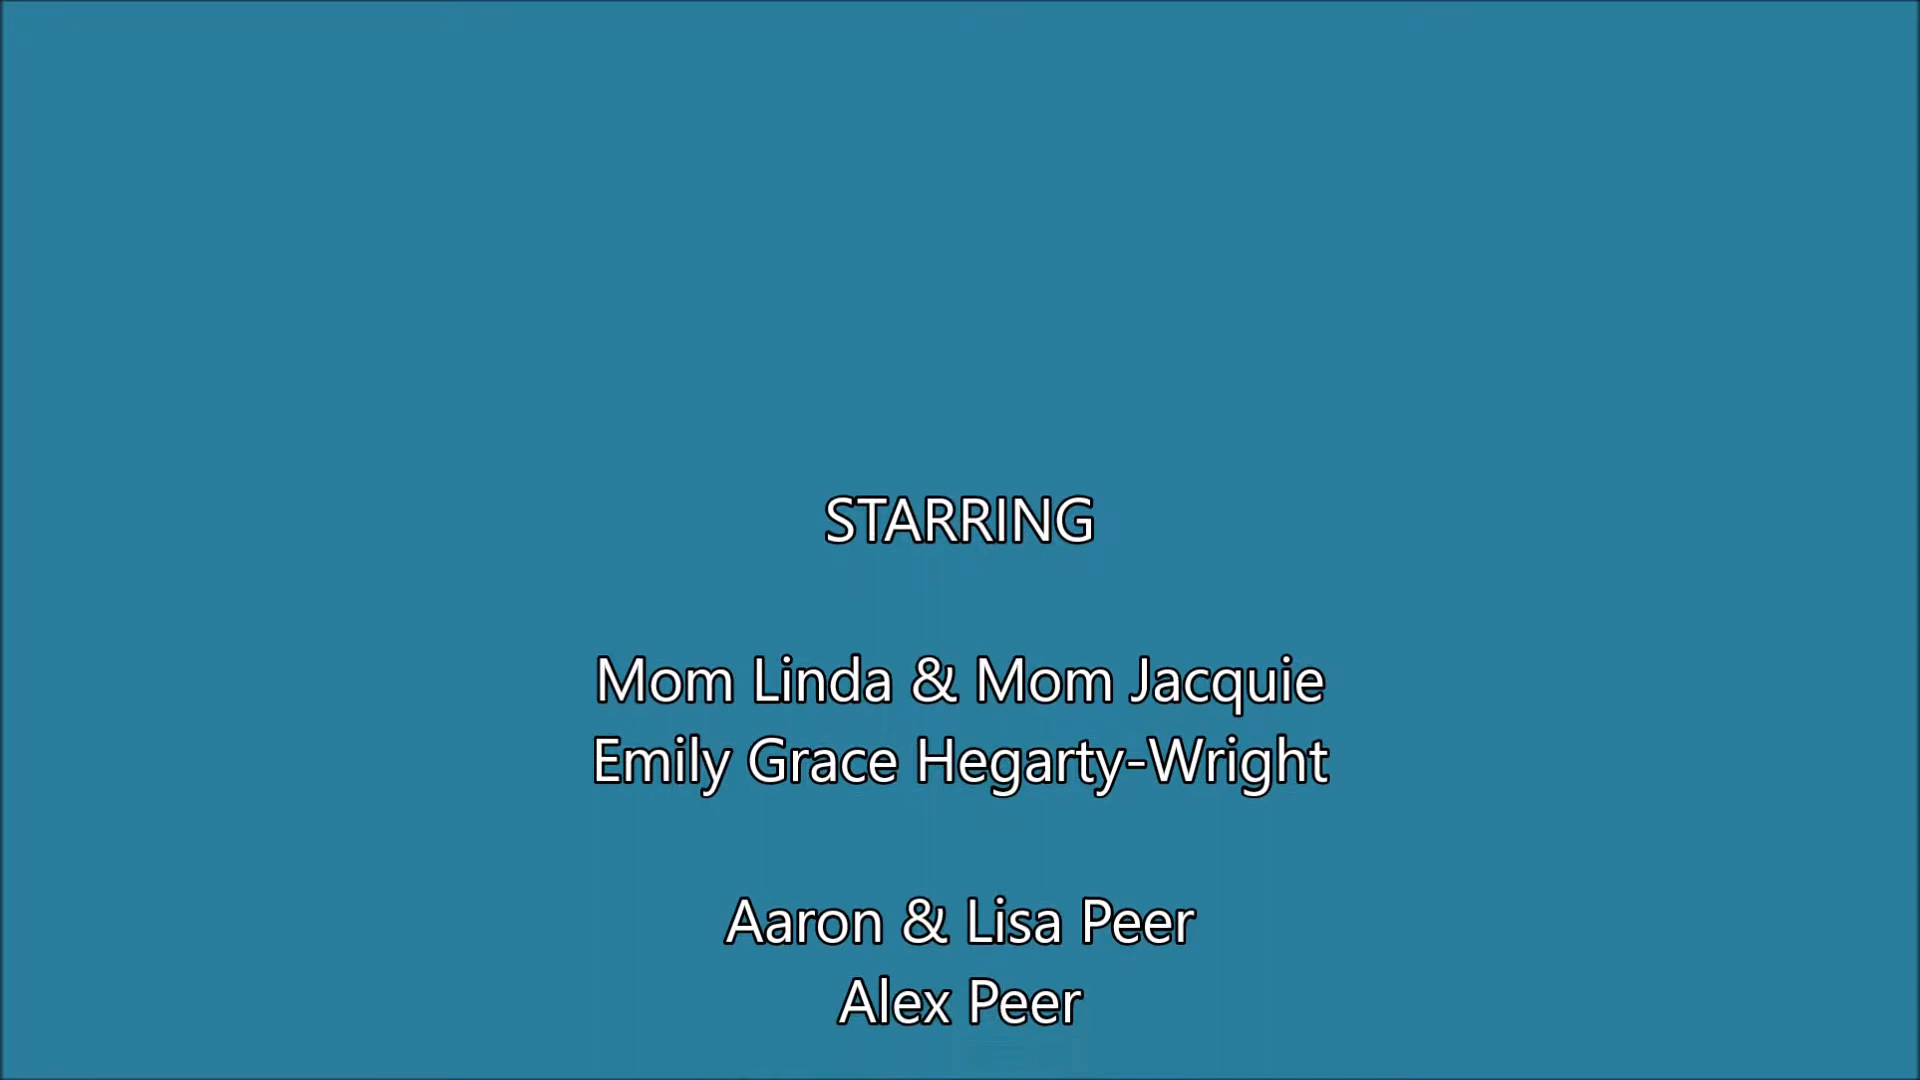 STARRING
Mom Linda & Mom Jacquie
Emily Grace Hegarty-Wright
Aaron & Lisa Peer
Alex Peer